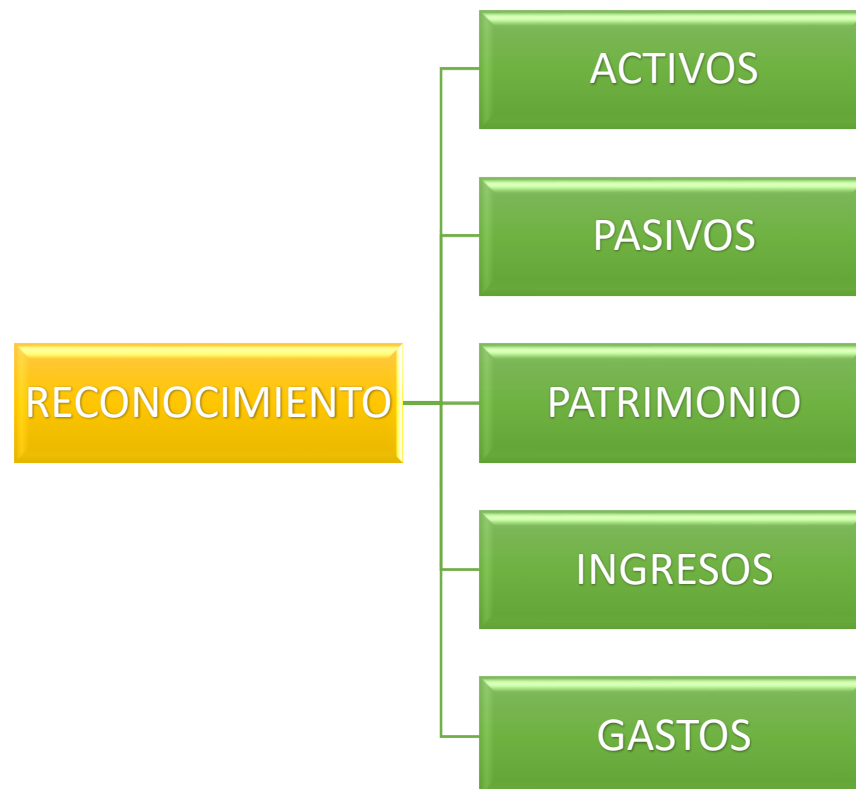 ACTIVOS
PASIVOS
RECONOCIMIENTO
PATRIMONIO
INGRESOS
GASTOS